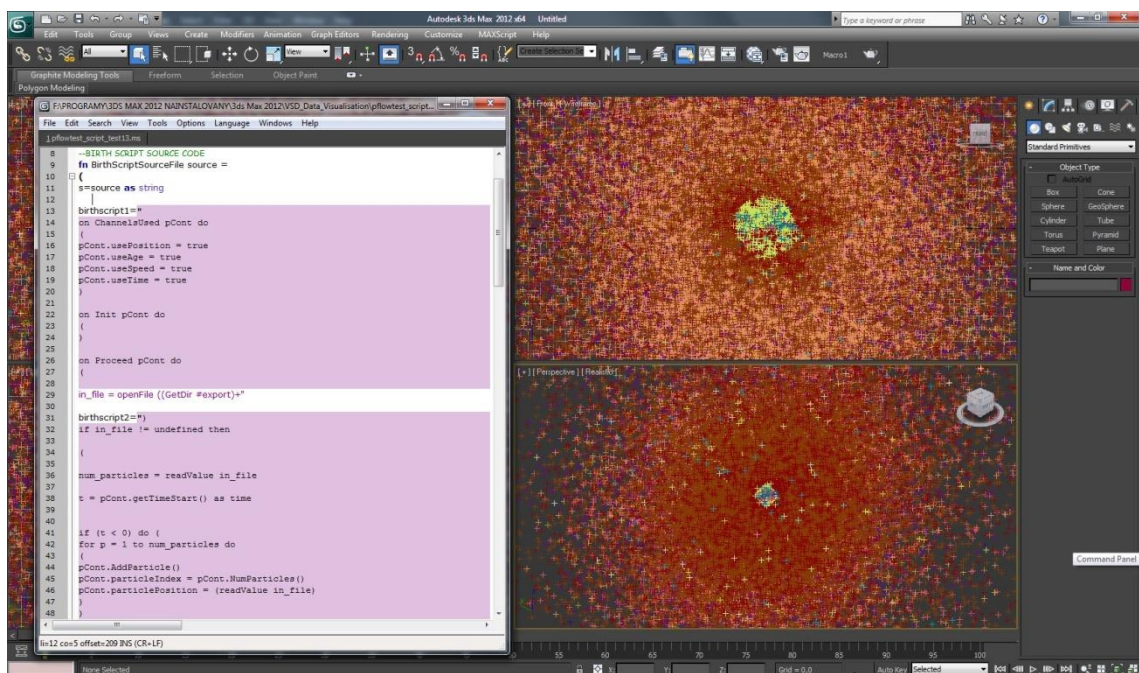 Autodesk 3ds Max 2012 x64 Untitled
Type a keyword or phrase
Edit Tools Group Views Create Modifiers Animation Graph Editors Rendering Customize MAXScript Help
All
View
Create Selection Se
Macro1
Graphite Modeling Tools Freeform Selection Object Paint
Polygon Modeling
F:\PROGRAMY\3DS MAX 2012 NAINSTALOVANY\3ds Max 2012\VSD_Data_Visualisation\pflowtest_script...
File Edit Search View Tools Options Language Windows Help
1 pflowtest_script_test13.ms
8 --BIRTH SCRIPT SOURCE CODE
9 fn BirthScriptSourceFile source =
10 (
11 s=source as string
12
13 birthscript1="
14 on ChannelsUsed pCont do
15 (
16 pCont.usePosition = true
17 pCont.useAge = true
18 pCont.useSpeed = true
19 pCont.useTime = true
20 )
21
22 on Init pCont do
23 (
24 )
25
26 on Proceed pCont do
27 (
28
29 in_file = openFile ((GetDir #export)+"
30
31 birthscript2=")
32 if in_file != undefined then
33
34 (
35
36 num_particles = readValue in_file
37
38 t = pCont.getTimeStart() as time
39
40
41 if (t < 0) do (
42 for p = 1 to num_particles do
43 (
44 pCont.AddParticle()
45 pCont.particleIndex = pCont.NumParticles()
46 pCont.particlePosition = (readValue in_file)
47 )
48 )
li=12 co=5 offset=209 INS (CR+LF)
[ + ] [ Perspective ] [ Realistic ]
Standard Primitives
Object Type
AutoGrid
Box Cone
Sphere GeoSphere
Cylinder Tube
Torus Pyramid
Teapot Plane
Name and Color
Command Panel
55 60 65 70 75 80 85 90 95 100
None Selected
X: Y: Z: Grid = 0,0
Auto Key Selected